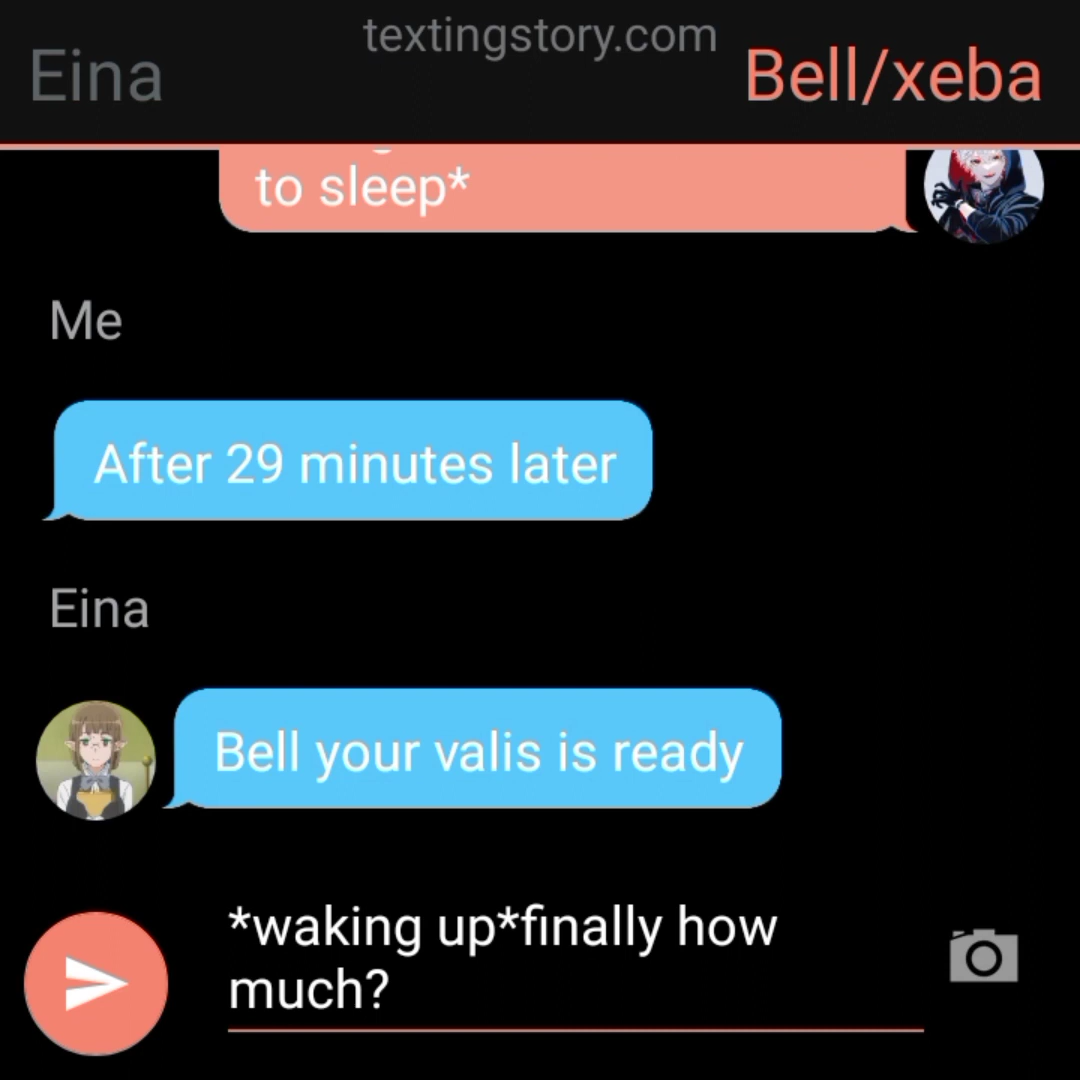 textingstory.com
Eina
Bell/xeba
to sleep*
Me
After 29 minutes later
Eina
Bell your valis is ready
*waking up*finally how
much?